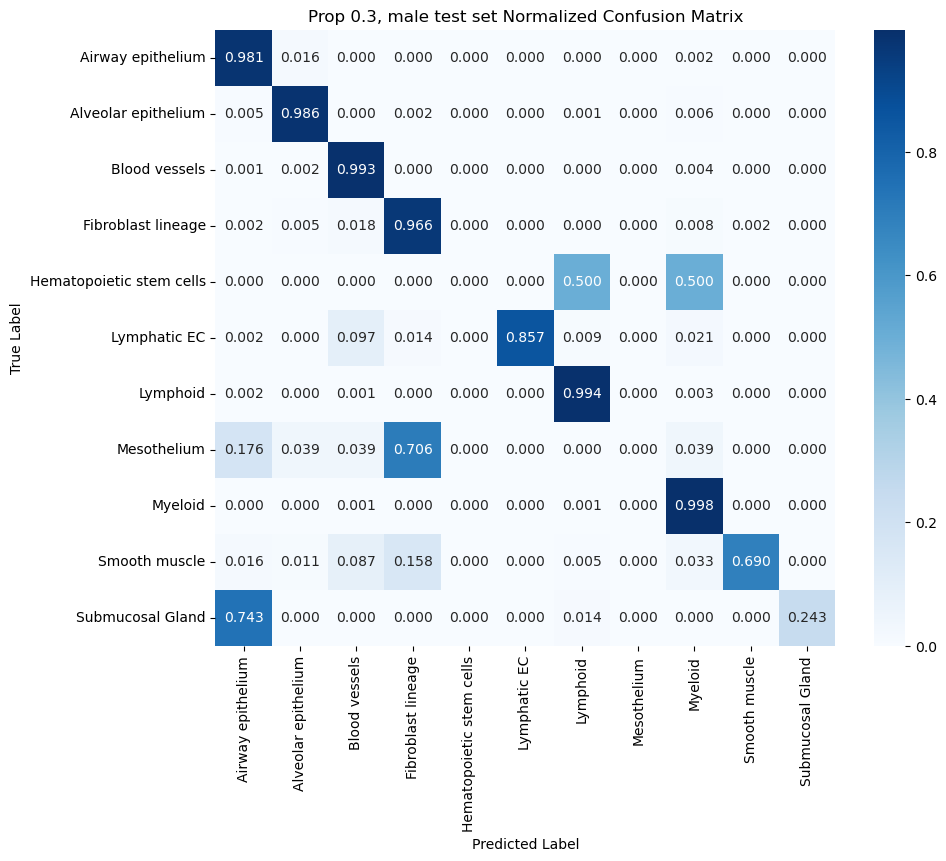 Prop 0.3, male test set Normalized Confusion Matrix
True Label
Airway epithelium 0.981 0.016 0.000 0.000 0.000 0.000 0.000 0.000 0.002 0.000 0.000
Alveolar epithelium 0.005 0.986 0.000 0.002 0.000 0.000 0.001 0.000 0.006 0.000 0.000
Blood vessels 0.001 0.002 0.993 0.000 0.000 0.000 0.000 0.000 0.004 0.000 0.000
Fibroblast lineage 0.002 0.005 0.018 0.966 0.000 0.000 0.000 0.000 0.008 0.002 0.000
Hematopoietic stem cells 0.000 0.000 0.000 0.000 0.000 0.000 0.500 0.000 0.500 0.000 0.000
Lymphatic EC 0.002 0.000 0.097 0.014 0.000 0.857 0.009 0.000 0.021 0.000 0.000
Lymphoid 0.002 0.000 0.001 0.000 0.000 0.000 0.994 0.000 0.003 0.000 0.000
Mesothelium 0.176 0.039 0.039 0.706 0.000 0.000 0.000 0.000 0.039 0.000 0.000
Myeloid 0.000 0.000 0.001 0.000 0.000 0.000 0.001 0.000 0.998 0.000 0.000
Smooth muscle 0.016 0.011 0.087 0.158 0.000 0.000 0.005 0.000 0.033 0.690 0.000
Submucosal Gland 0.743 0.000 0.000 0.000 0.000 0.000 0.014 0.000 0.000 0.000 0.243
Airway epithelium
Alveolar epithelium
Blood vessels
Fibroblast lineage
Hematopoietic stem cells
Lymphatic EC
Lymphoid
Mesothelium
Myeloid
Smooth muscle
Submucosal Gland
Predicted Label
0.8
0.6
0.4
0.2
0.0